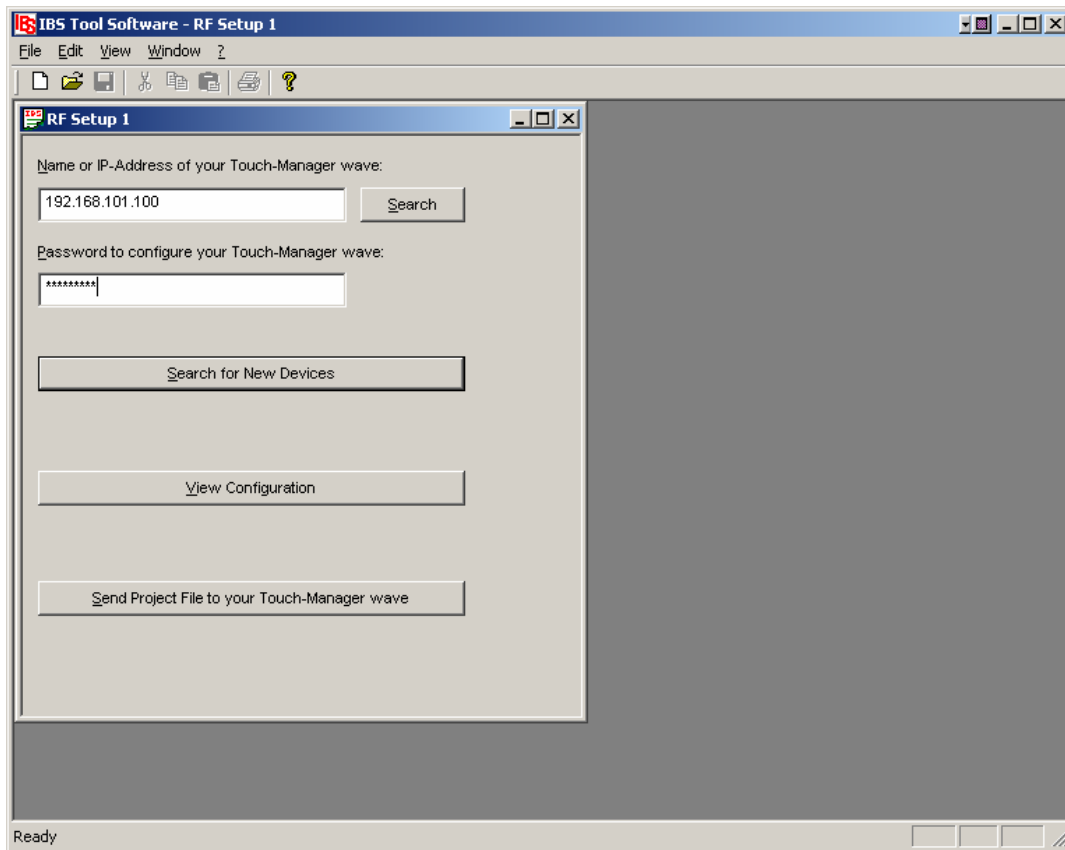 IBS IBS Tool Software - RF Setup 1
File Edit View Window ?
RF Setup 1
Name or IP-Address of your Touch-Manager wave:
192.168.101.100 Search
Password to configure your Touch-Manager wave:
*********
Search for New Devices
View Configuration
Send Project File to your Touch-Manager wave
Ready